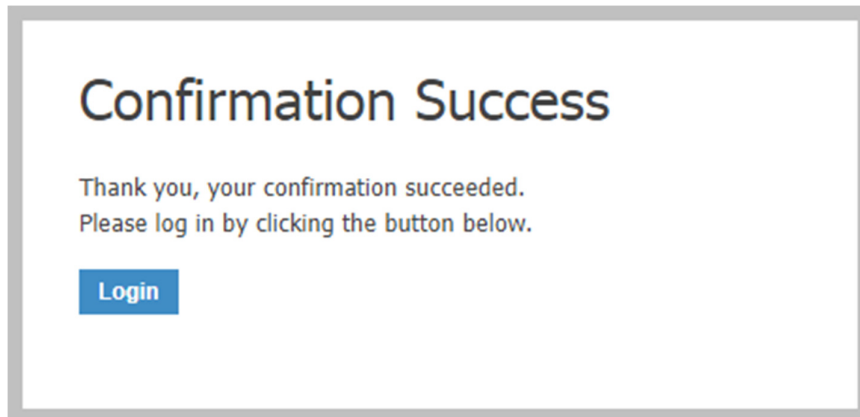 Confirmation Success
Thank you, your confirmation succeeded.
Please log in by clicking the button below.
Login